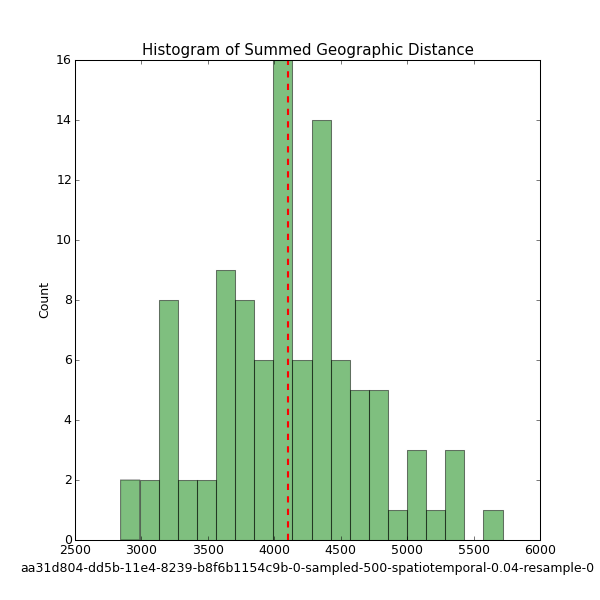 Histogram of Summed Geographic Distance
16
14
12
10
8
6
4
2
0
Count
2500 3000 3500 4000 4500 5000 5500 6000
aa31d804-dd5b-11e4-8239-b8f6b1154c9b-0-sampled-500-spatiotemporal-0.04-resample-0